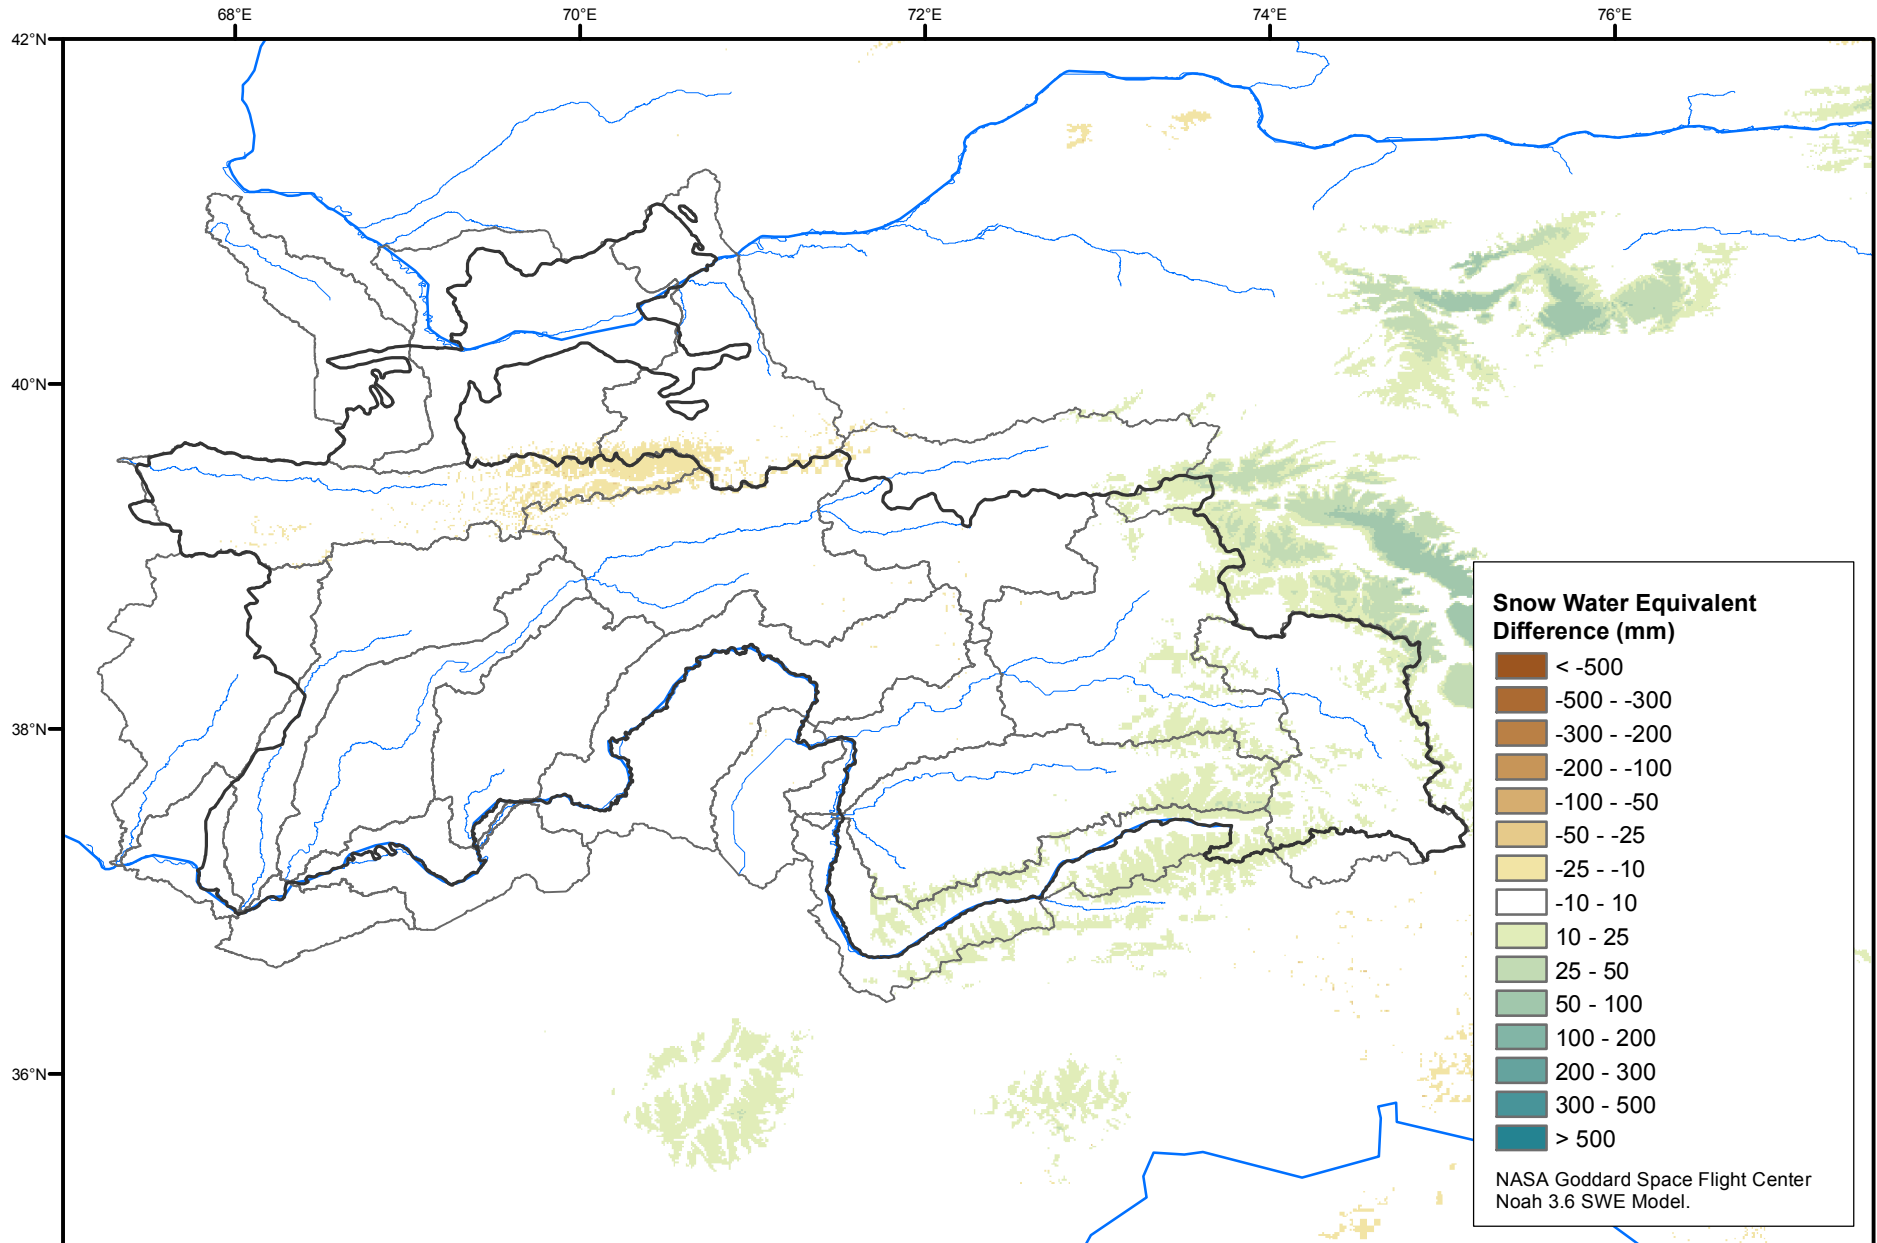 68°E 70°E 72°E 74°E 76°E
42°N
40°N
38°N
36°N
Snow Water Equivalent
Difference (mm)
< -500
-500 - -300
-300 - -200
-200 - -100
-100 - -50
-50 - -25
-25 - -10
-10 - 10
10 - 25
25 - 50
50 - 100
100 - 200
200 - 300
300 - 500
> 500
NASA Goddard Space Flight Center
Noah 3.6 SWE Model.